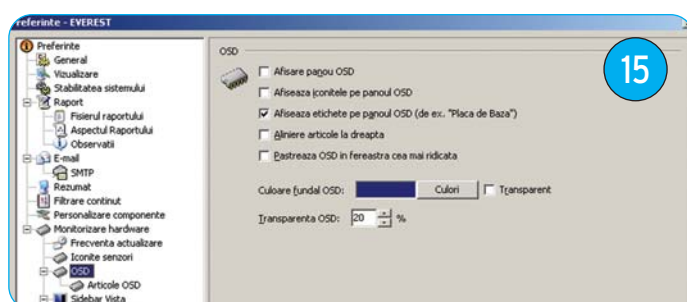 referinte - EVEREST
Preferinte
General
Vizualizare
Stabilitatea sistemului
Raport
Fisierul raportului
Aspectul Raportului
Observatii
E-mail
SMTP
Rezumat
Filtrare continut
Personalizare componente
Monitorizare hardware
Frecventa actualizare
Iconite senzori
OSD
Articole OSD
Sidebar Vista
OSD
Afisare panou OSD
Afiseaza iconitele pe panoul OSD
Afiseaza etichete pe panoul OSD (de ex. "Placa de Baza")
Aliniere articole la dreapta
Pastreaza OSD in fereastra cea mai ridicata
Culoare fundal OSD: Culori Transparent
Transparenta OSD: 20 %
15